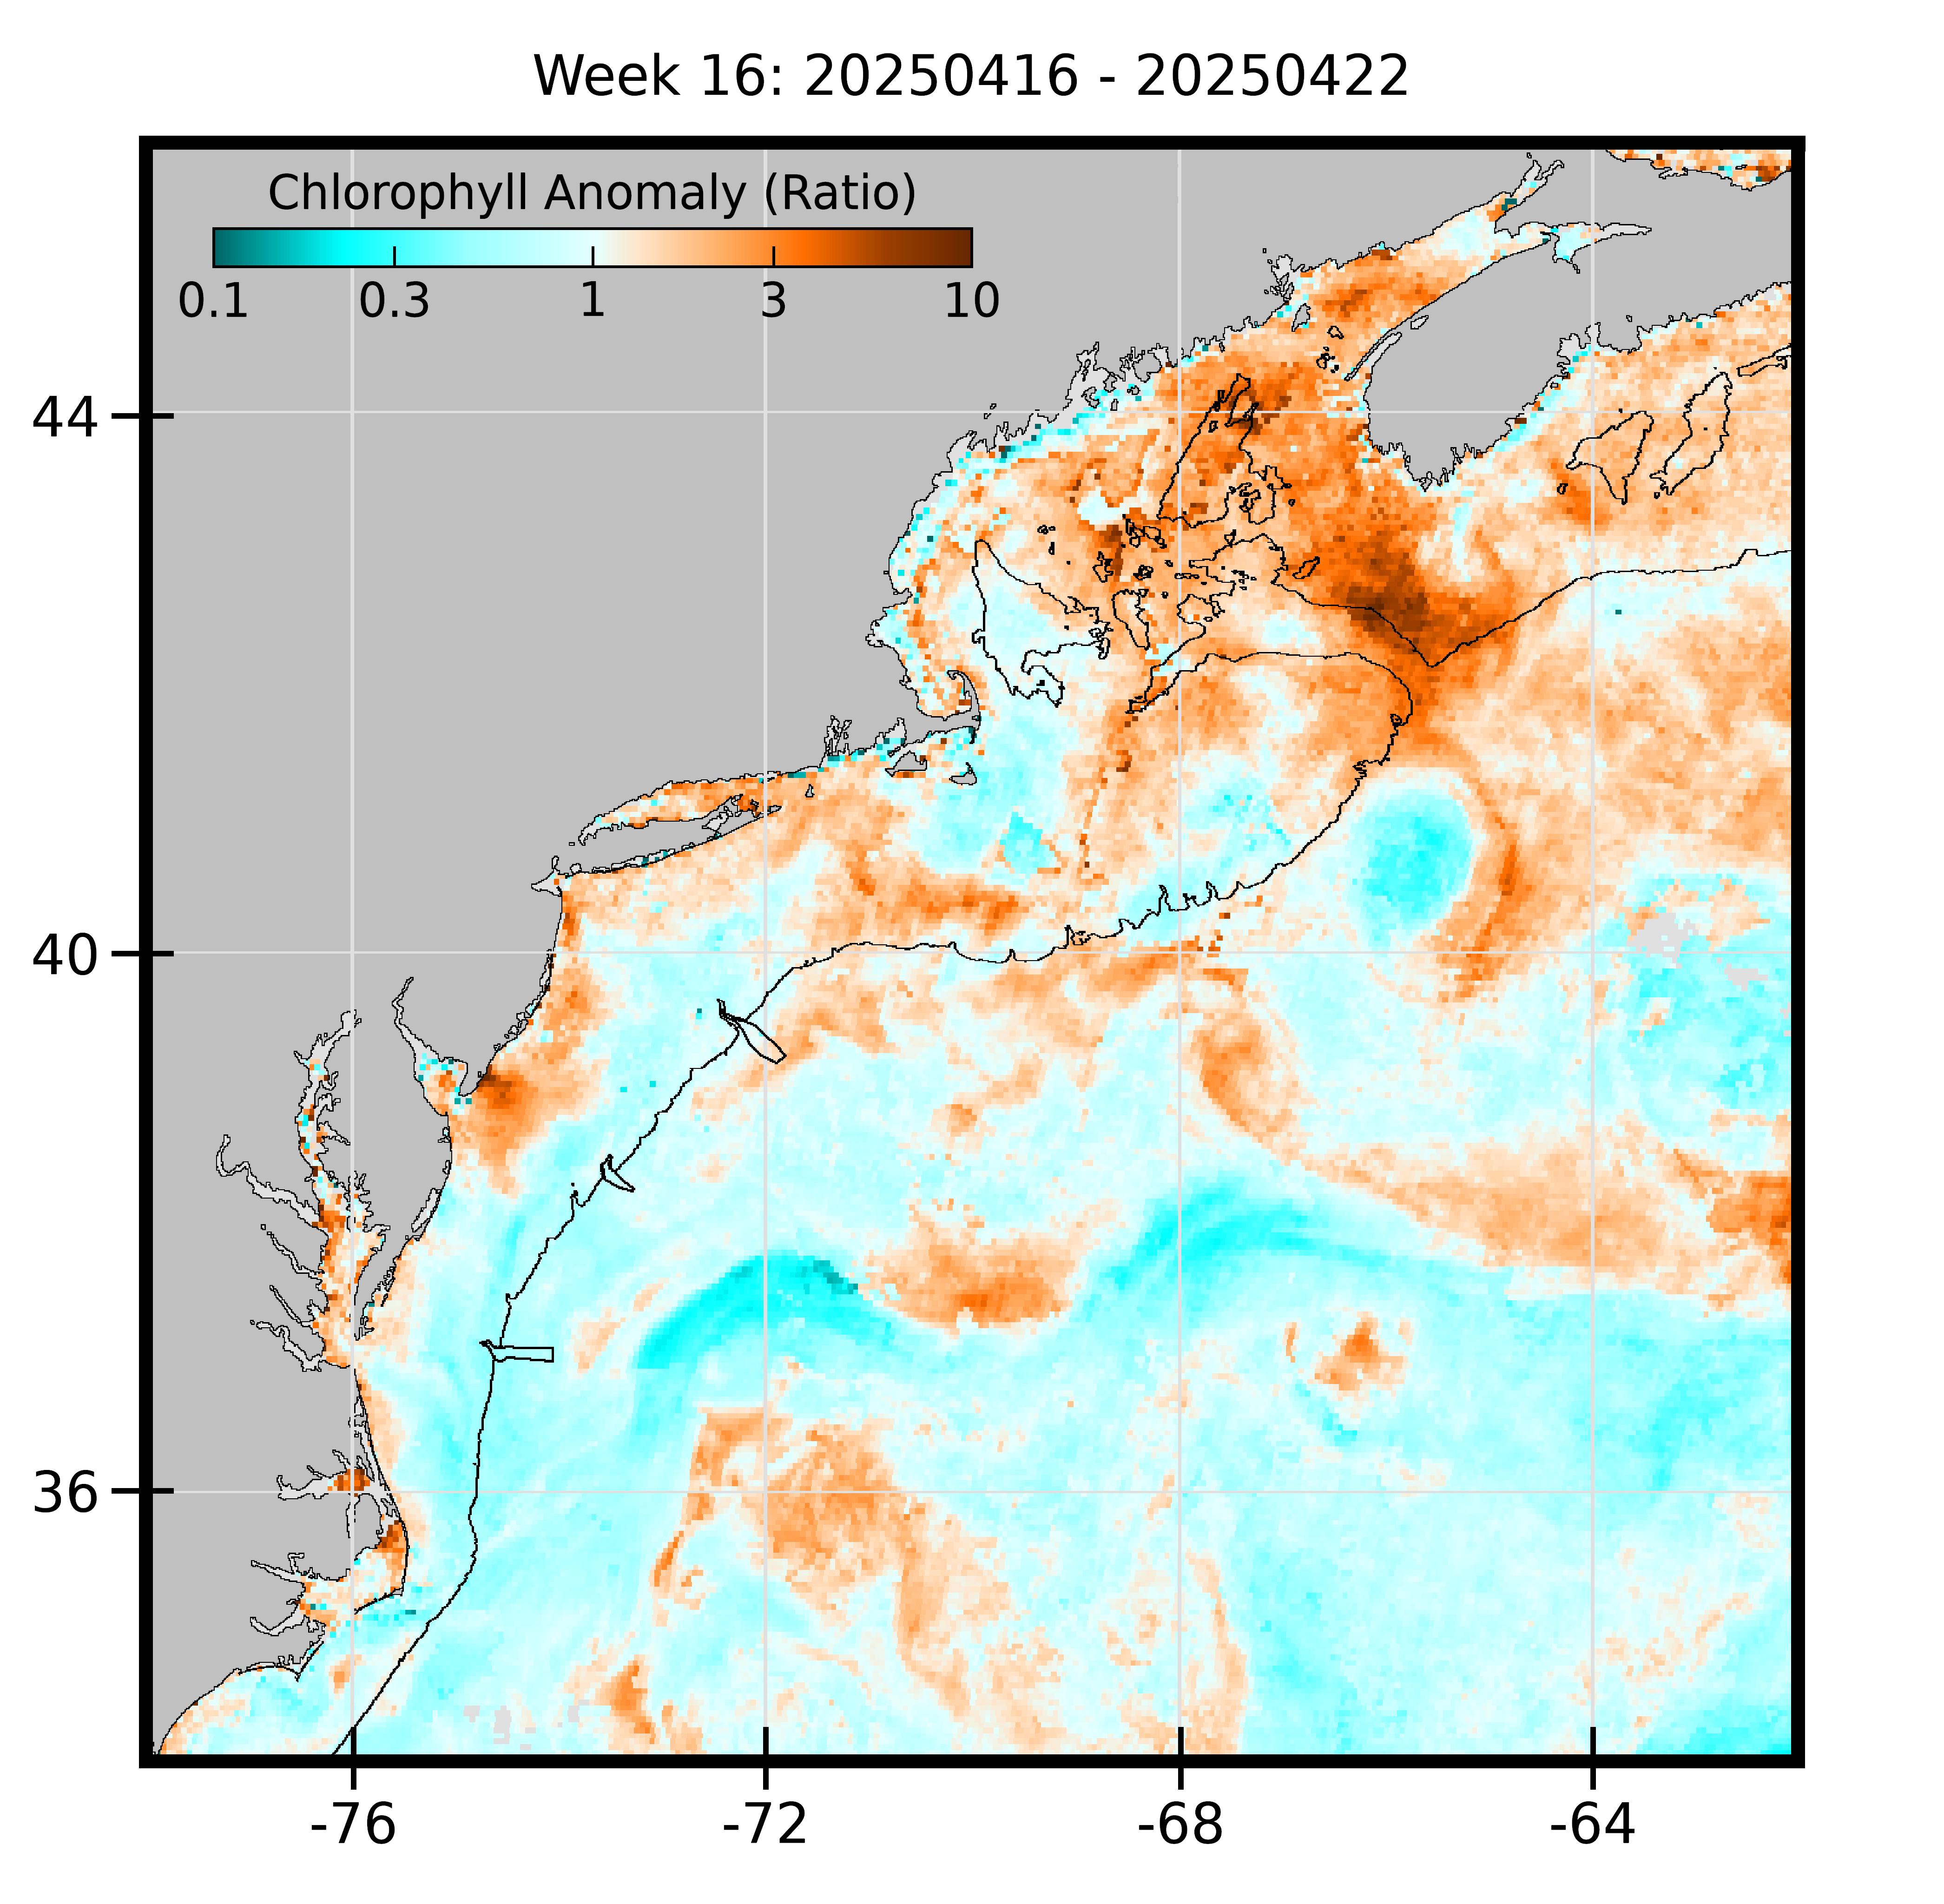 Week 16: 20250416 - 20250422
Chlorophyll Anomaly (Ratio)
0.1 0.3 1 3 10
44
40
36
-76 -72 -68 -64